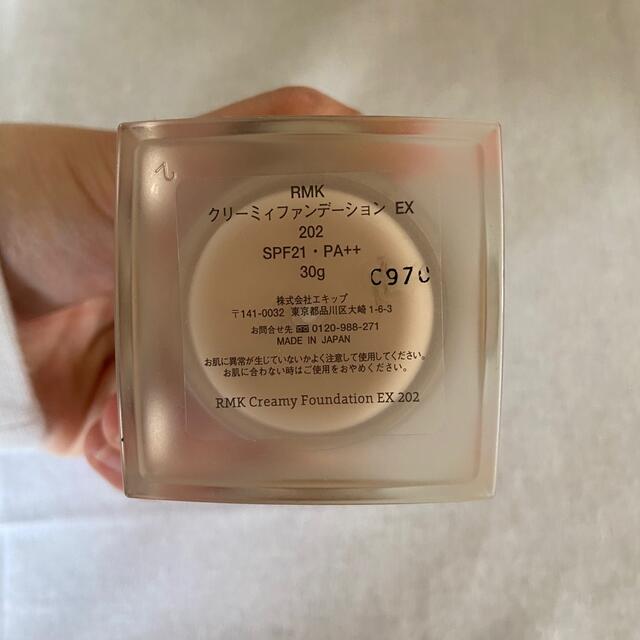 RMK
クリーミィファンデーション EX
202
SPF21・PA++
30g
C970
株式会社エキップ
〒141-0032 東京都品川区大崎1-6-3
お問合せ先 0120-988-271
MADE IN JAPAN
お肌に異常が生じていないかよく注意して使用してください。
お肌に合わない時はご使用をおやめください。
RMK Creamy Foundation EX 202
2